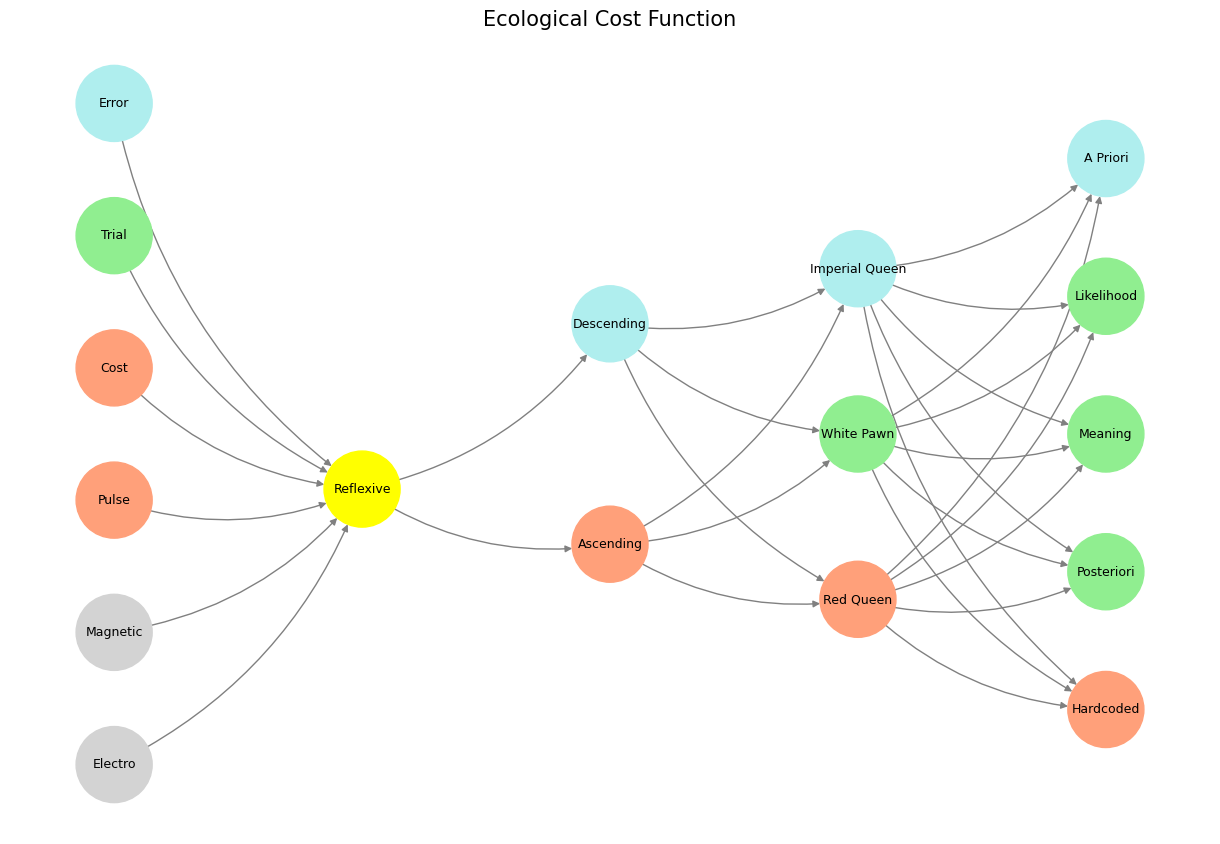 Ecological Cost Function
Error
Trial
Cost
Pulse
Magnetic
Electro
Reflexive
Descending
Ascending
Imperial Queen
White Pawn
Red Queen
A Priori
Likelihood
Meaning
Posteriori
Hardcoded